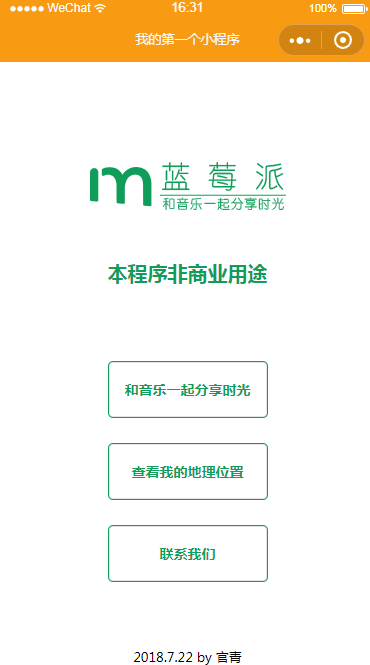 WeChat 16:31 100%
我的第一个小程序
m 蓝莓派
和音乐一起分享时光
本程序非商业用途
和音乐一起分享时光
查看我的地理位置
联系我们
2018.7.22 by 官青